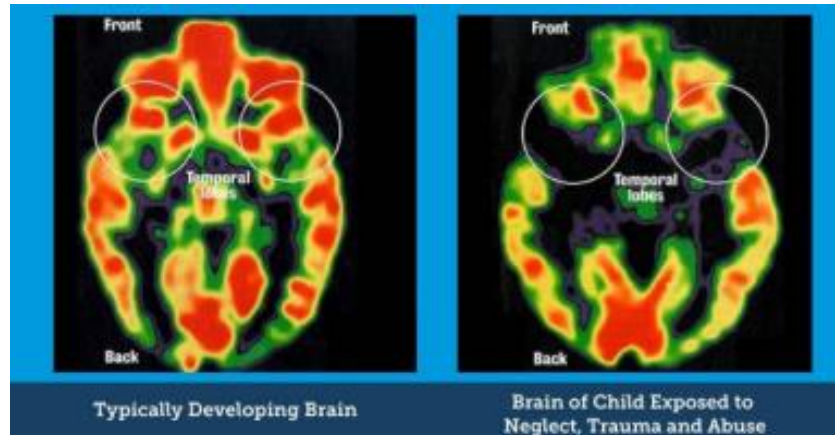 Front
Temporal
lobes
Back
Typically Developing Brain
Front
Temporal
lobes
Back
Brain of Child Exposed to
Neglect, Trauma and Abuse